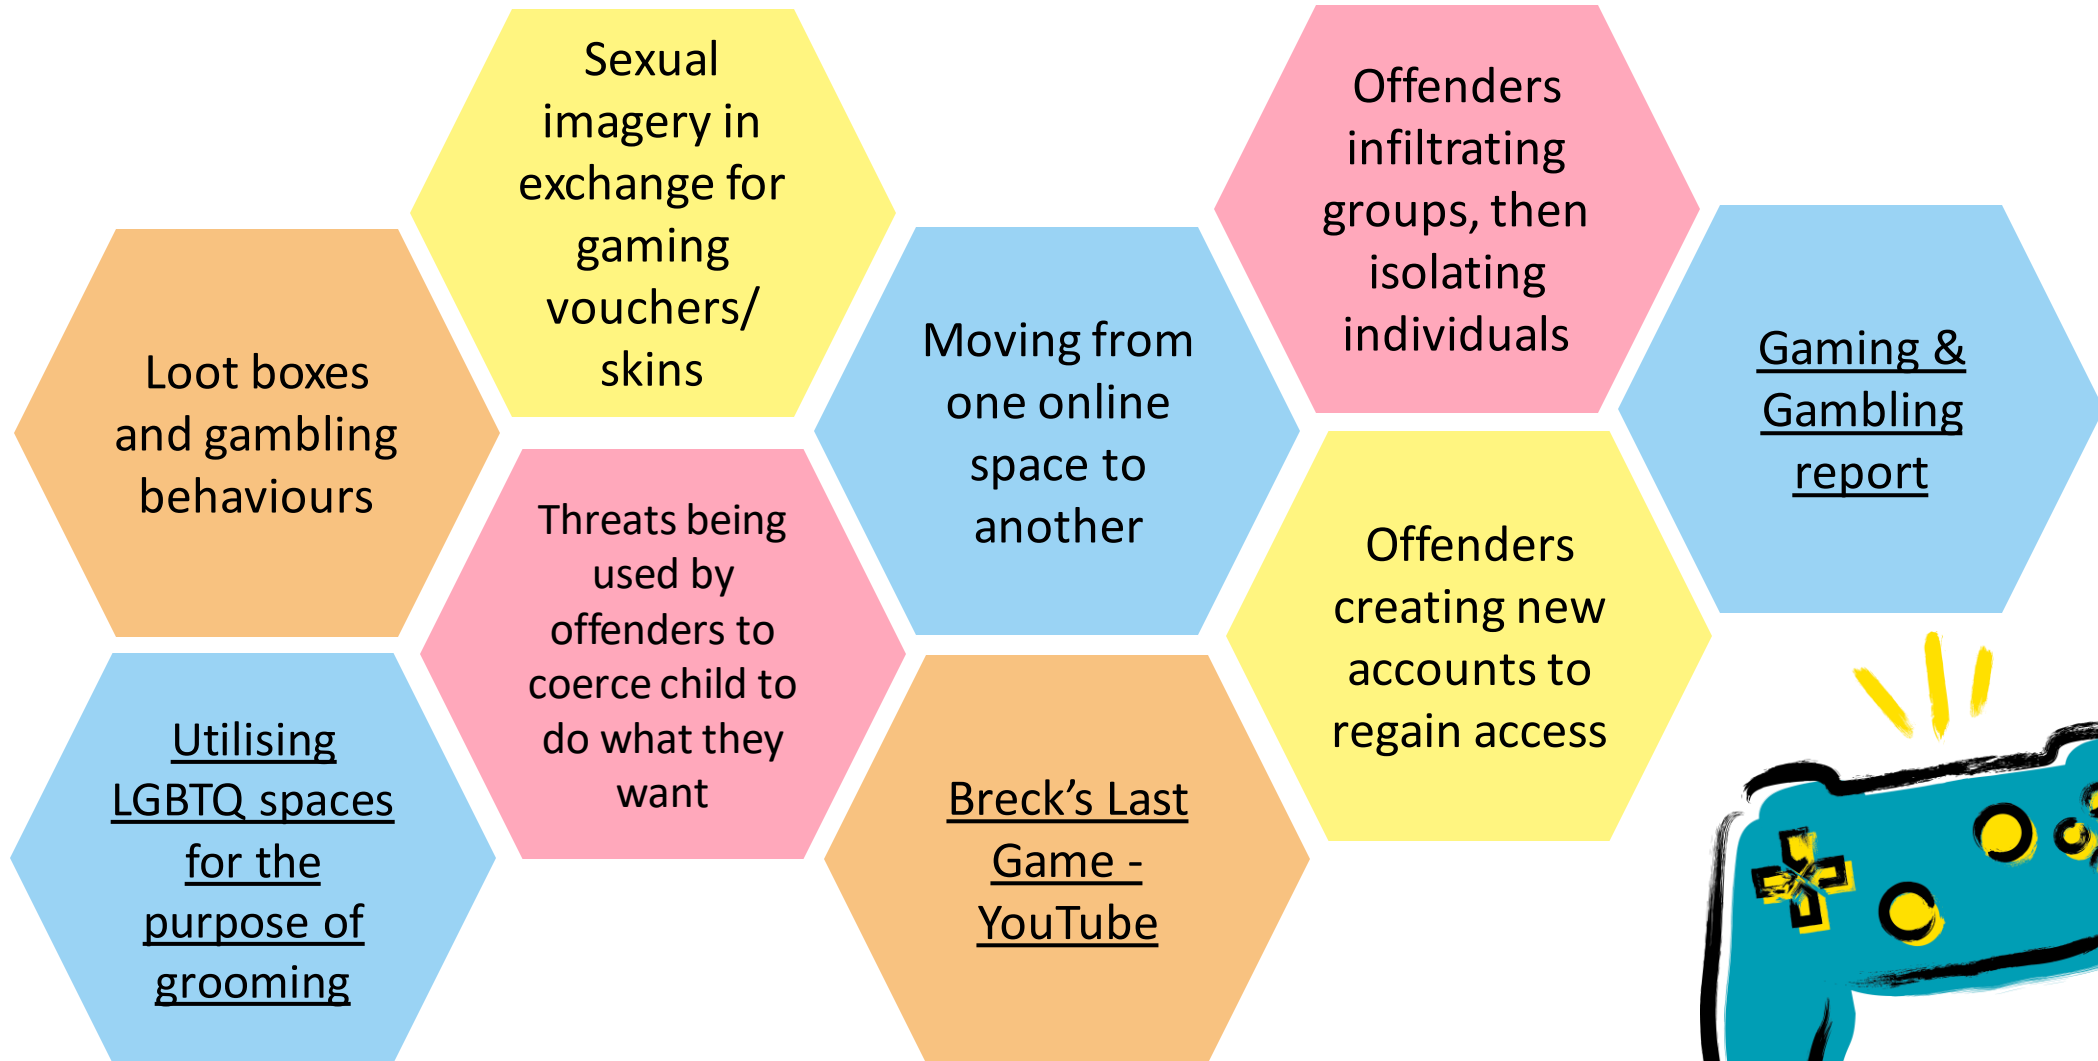 Sexual
imagery in
exchange for
gaming
vouchers/
skins
Offenders
infiltrating
groups, then
isolating
individuals
Loot boxes
and gambling
behaviours
Moving from
one online
space to
another
Gaming &
Gambling
report
Threats being
used by
offenders to
coerce child to
do what they
want
Offenders
creating new
accounts to
regain access
Utilising
LGBTQ spaces
for the
purpose of
grooming
Breck’s Last
Game -
YouTube